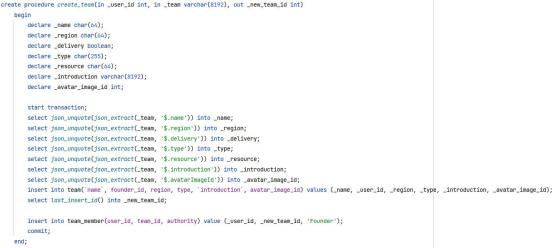 create procedure create_team(in _user_id int, in _team varchar(8192), out _new_team_id int)
begin
declare _name char(64);
declare _region char(64);
declare _delivery boolean;
declare _type char(255);
declare _resource char(64);
declare _introduction varchar(8192);
declare _avatar_image_id int;
start transaction;
select json_unquote(json_extract(_team, '$.name')) into _name;
select json_unquote(json_extract(_team, '$.region')) into _region;
select json_unquote(json_extract(_team, '$.delivery')) into _delivery;
select json_unquote(json_extract(_team, '$.type')) into _type;
select json_unquote(json_extract(_team, '$.resource')) into _resource;
select json_unquote(json_extract(_team, '$.introduction')) into _introduction;
select json_unquote(json_extract(_team, '$.avatarImageId')) into _avatar_image_id;
insert into team(`name`, founder_id, region, type, `introduction`, avatar_image_id) values (_name, _user_id, _region, _type, _introduction, _avatar_image_id);
select last_insert_id() into _new_team_id;
insert into team_member(user_id, team_id, authority) value (_user_id, _new_team_id, 'Founder');
commit;
end;